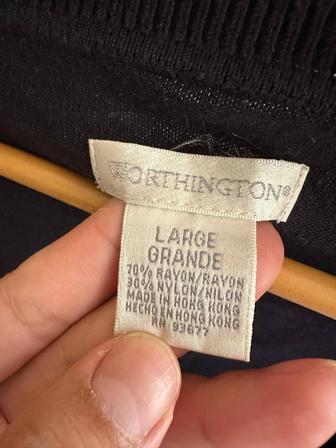 WORTHINGTON®
LARGE
GRANDE
70% RAYON/RAYON
30% NYLON/NILON
MADE IN HONG KONG
HECHO EN HONG KONG
RN 93677